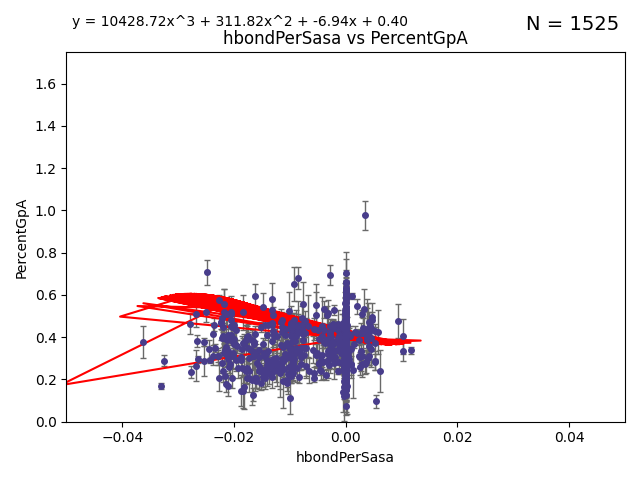 y = 10428.72x^3 + 311.82x^2 + -6.94x + 0.40
N = 1525
hbondPerSasa vs PercentGpA
PercentGpA
1.6
1.4
1.2
1.0
0.8
0.6
0.4
0.2
0.0
−0.04
−0.02
0.00
0.02
0.04
hbondPerSasa